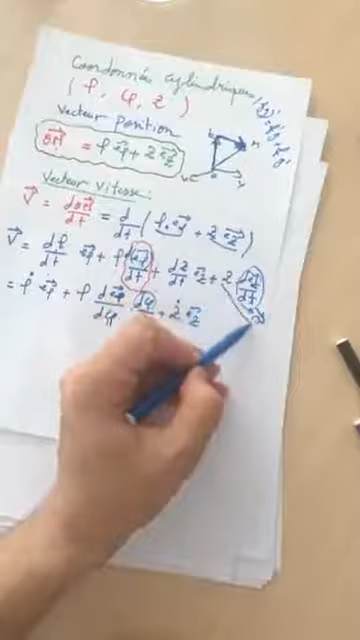 Coordonnées cylindriques
(ρ, φ, z)
Vecteur position
OM⃗ = ρ e⃗ρ + z e⃗z
Vecteur vitesse:
V⃗ = dOM⃗/dt = d/dt (ρ. e⃗ρ + z e⃗z)
V⃗ = dρ/dt e⃗ρ + ρ de⃗ρ/dt + dz/dt e⃗z + z de⃗z/dt
= ρ̇ e⃗ρ + ρ de⃗ρ/dφ . dφ/dt + ż e⃗z